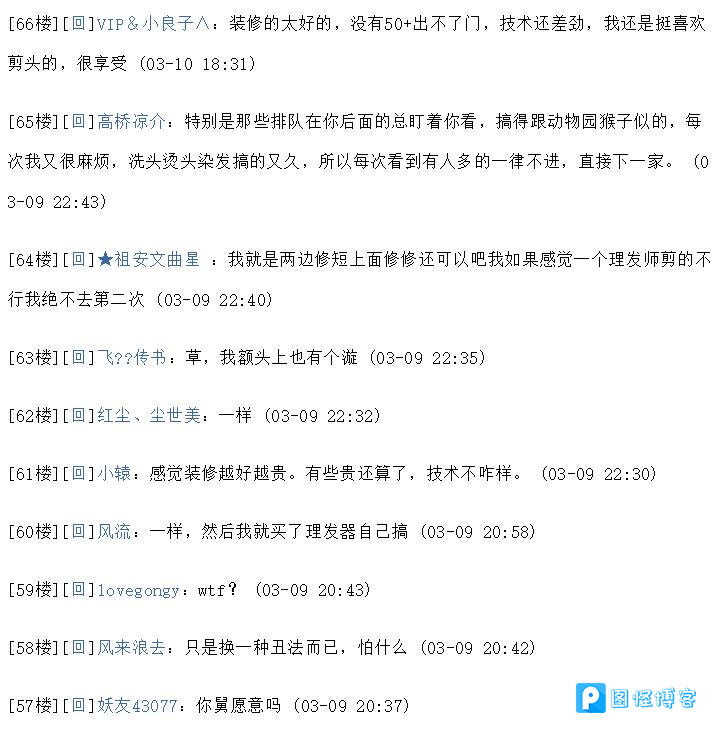 [66楼][回]VIP＆小良子∧：装修的太好的，没有50+出不了门，技术还差劲，我还是挺喜欢
剪头的，很享受 (03-10 18:31)
[65楼][回]高桥凉介：特别是那些排队在你后面的总盯着你看，搞得跟动物园猴子似的，每
次我又很麻烦，洗头烫头染发搞的又久，所以每次看到有人多的一律不进，直接下一家。 (0
3-09 22:43)
[64楼][回]★祖安文曲星 ：我就是两边修短上面修修还可以吧我如果感觉一个理发师剪的不
行我绝不去第二次 (03-09 22:40)
[63楼][回]飞??传书：草，我额头上也有个漩 (03-09 22:35)
[62楼][回]红尘、尘世美：一样 (03-09 22:32)
[61楼][回]小辕：感觉装修越好越贵。有些贵还算了，技术不咋样。 (03-09 22:30)
[60楼][回]风流：一样，然后我就买了理发器自己搞 (03-09 20:58)
[59楼][回]lovegongy：wtf？ (03-09 20:43)
[58楼][回]风来浪去：只是换一种丑法而已，怕什么 (03-09 20:42)
[57楼][回]妖友43077：你舅愿意吗 (03-09 20:37)
图怪博客